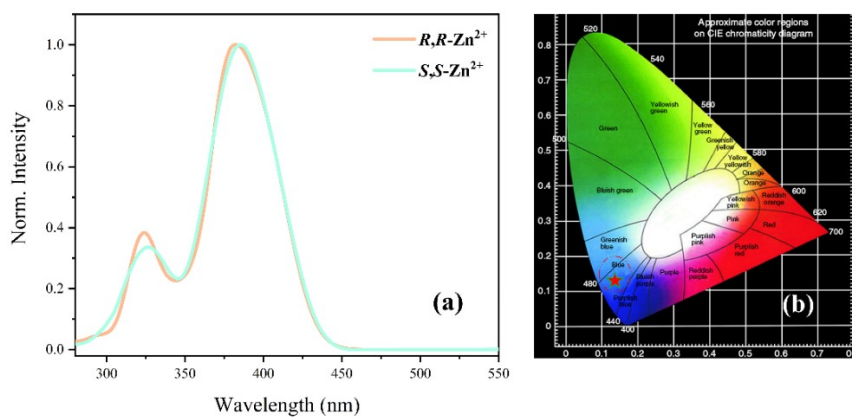 1.0
0.8
0.6
0.4
0.2
0.0
Norm. Intensity
300
350
400
450
500
550
Wavelength (nm)
R,R-Zn²⁺
S,S-Zn²⁺
(a)
Approximate color regions
on CIE chromaticity diagram
0.8
0.7
0.6
0.5
0.4
0.3
0.2
0.1
0
0
0.1
0.2
0.3
0.4
0.5
0.6
0.7
0.8
520
540
560
580
600
620
700
500
480
440
400
Green
Yellowish
green
Yellow
green
Greenish
yellow
Yellow
yellowish
Orange
Orange
Reddish
orange
Yellowish
pink
Pink
Red
Purplish
pink
Purplish
red
Reddish
purple
Purple
Bluish
purple
Purplish
blue
Blue
Greenish
blue
Bluish green
(b)